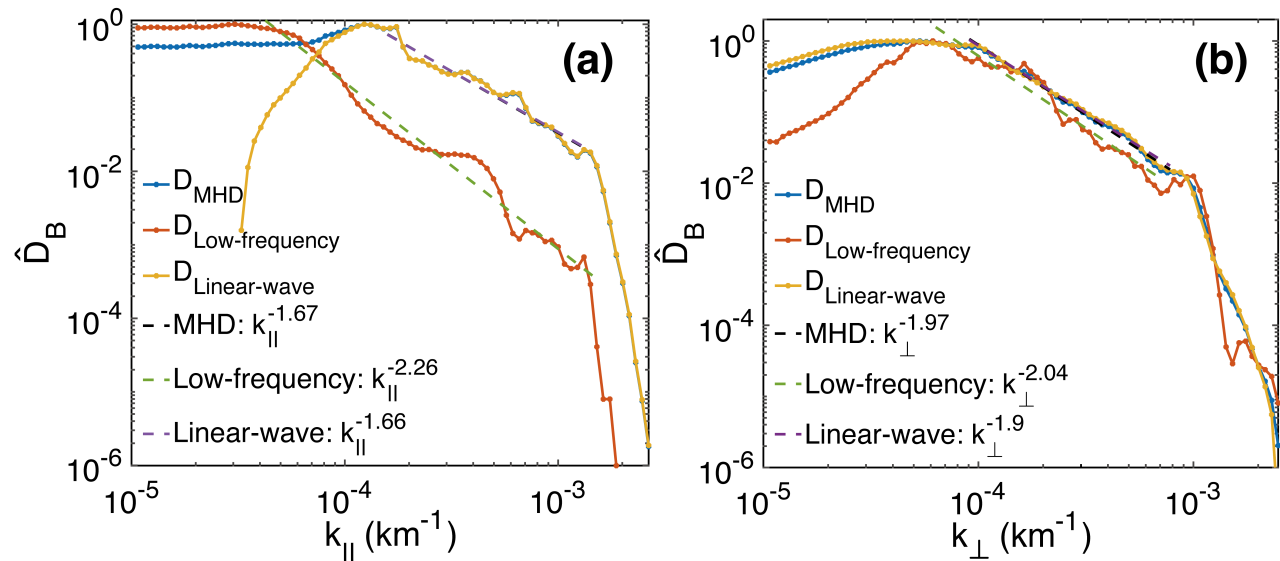 (a)
10^0
10^-2
10^-4
10^-6
D̂_B
D_MHD
D_Low-frequency
D_Linear-wave
MHD: k_||^-1.67
Low-frequency: k_||^-2.26
Linear-wave: k_||^-1.66
10^-5 10^-4 10^-3
k_|| (km^-1)
(b)
10^0
10^-2
10^-4
10^-6
D̂_B
D_MHD
D_Low-frequency
D_Linear-wave
MHD: k_⊥^-1.97
Low-frequency: k_⊥^-2.04
Linear-wave: k_⊥^-1.9
10^-5 10^-4 10^-3
k_⊥ (km^-1)